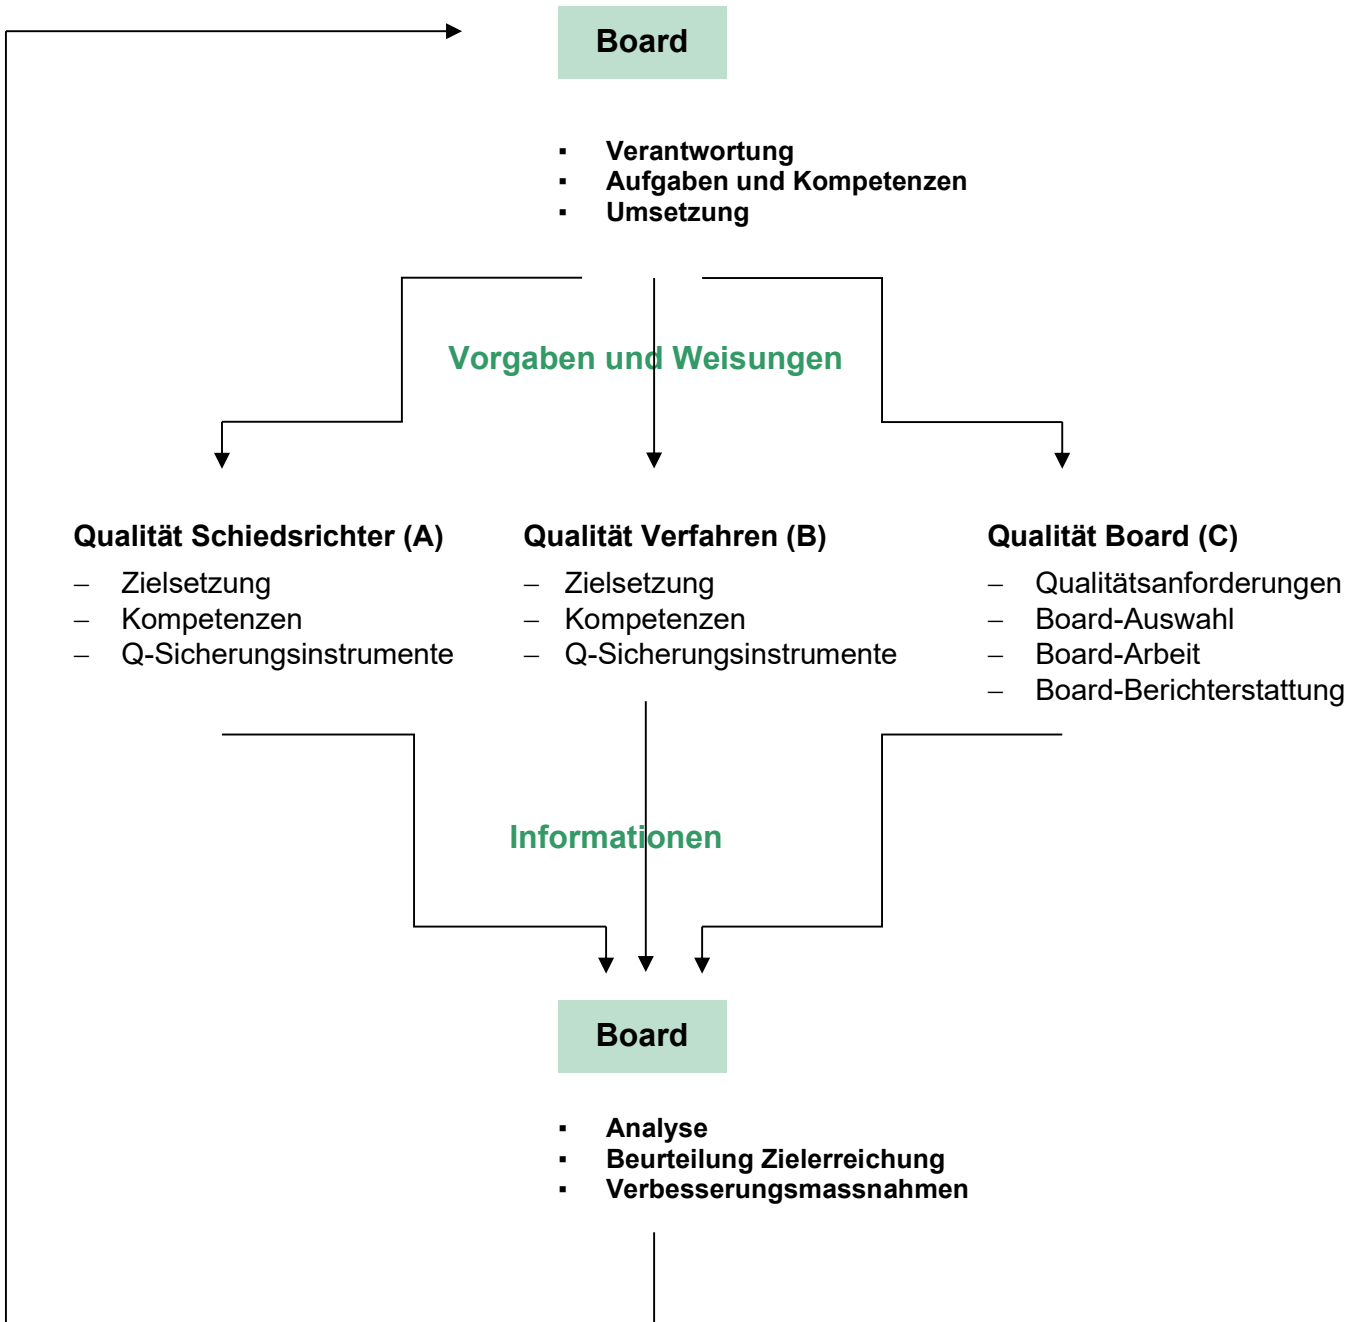 Board
▪ Verantwortung
▪ Aufgaben und Kompetenzen
▪ Umsetzung
Vorgaben und Weisungen
Qualität Schiedsrichter (A)
– Zielsetzung
– Kompetenzen
– Q-Sicherungsinstrumente
Qualität Verfahren (B)
– Zielsetzung
– Kompetenzen
– Q-Sicherungsinstrumente
Qualität Board (C)
– Qualitätsanforderungen
– Board-Auswahl
– Board-Arbeit
– Board-Berichterstattung
Informationen
Board
▪ Analyse
▪ Beurteilung Zielerreichung
▪ Verbesserungsmassnahmen